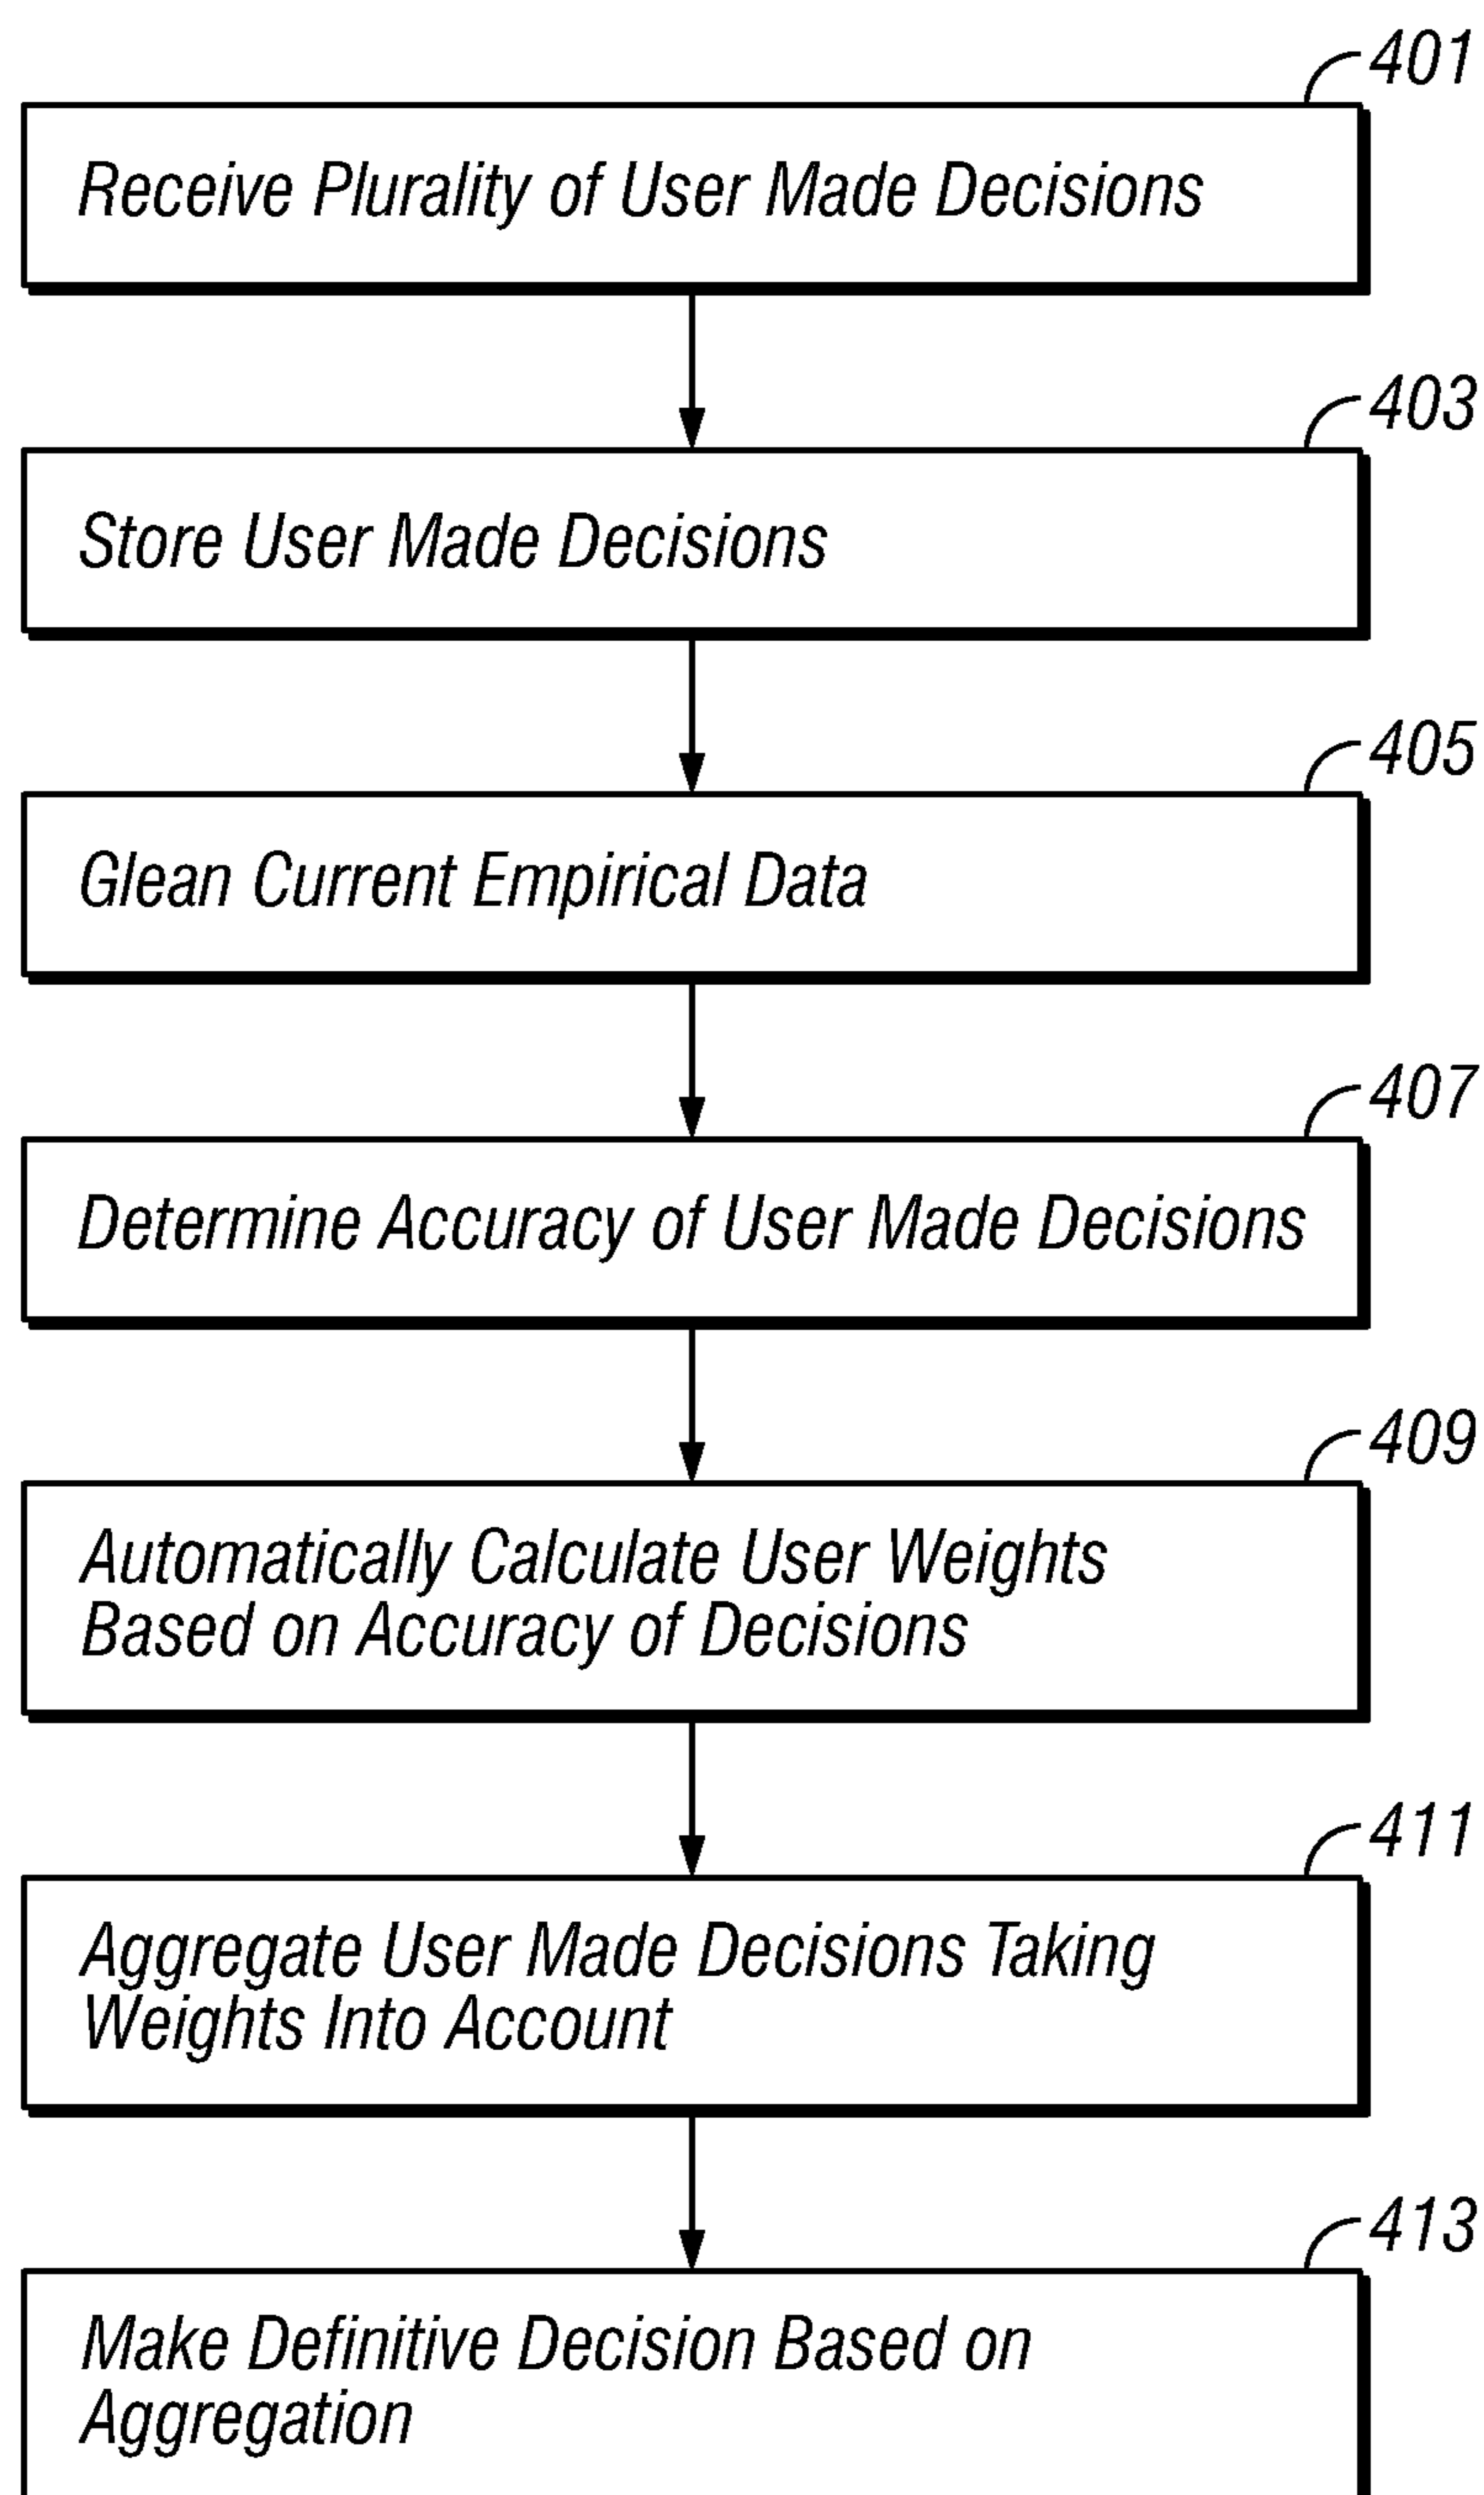 401
Receive Plurality of User Made Decisions
403
Store User Made Decisions
405
Glean Current Empirical Data
407
Determine Accuracy of User Made Decisions
409
Automatically Calculate User Weights
Based on Accuracy of Decisions
411
Aggregate User Made Decisions Taking
Weights Into Account
413
Make Definitive Decision Based on
Aggregation